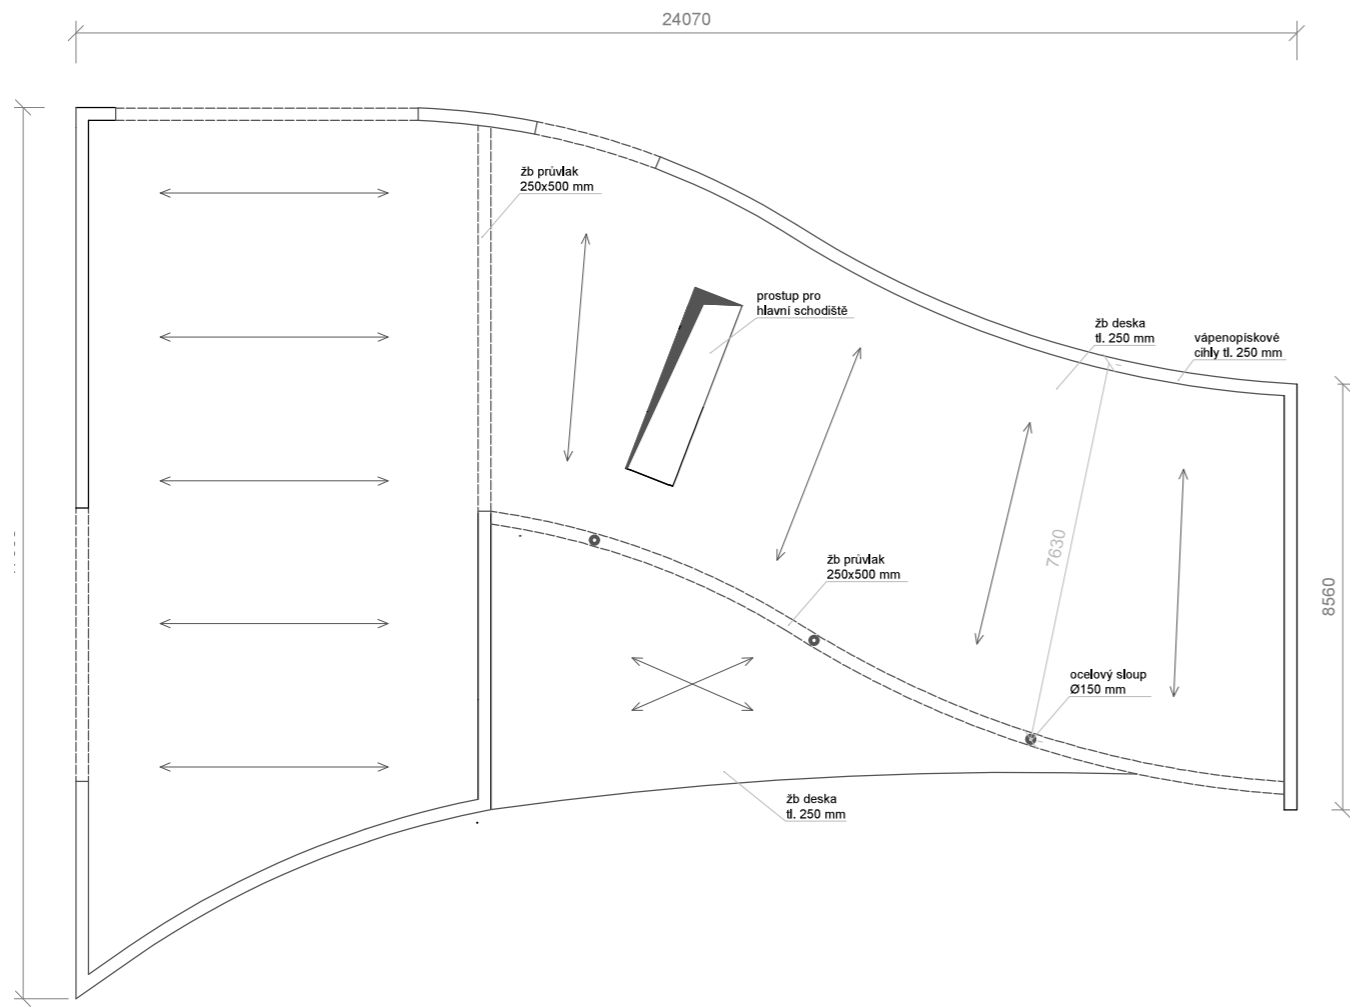 24070
žb průvlak
250x500 mm
prostup pro
hlavní schodiště
žb deska
tl. 250 mm
vápenopískové
cihly tl. 250 mm
7630
žb průvlak
250x500 mm
8560
ocelový sloup
Ø150 mm
žb deska
tl. 250 mm